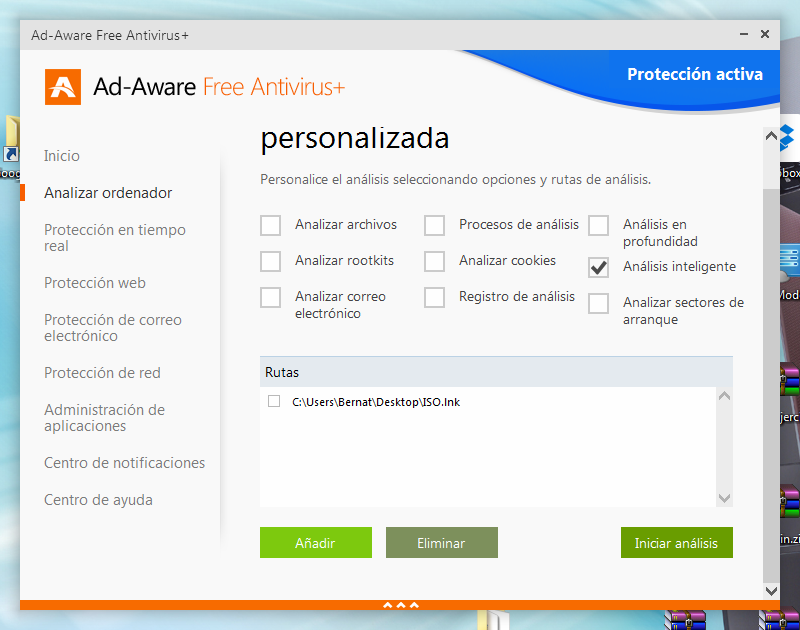 Ad-Aware Free Antivirus+
Protección activa
Ad-Aware Free Antivirus+
Inicio
Analizar ordenador
Protección en tiempo
real
Protección web
Protección de correo
electrónico
Protección de red
Administración de
aplicaciones
Centro de notificaciones
Centro de ayuda
personalizada
Personalice el análisis seleccionando opciones y rutas de análisis.
Analizar archivos
Procesos de análisis
Análisis en
profundidad
Analizar rootkits
Analizar cookies
Análisis inteligente
Analizar correo
electrónico
Registro de análisis
Analizar sectores de
arranque
Rutas
C:\Users\Bernat\Desktop\ISO.lnk
Añadir
Eliminar
Iniciar análisis